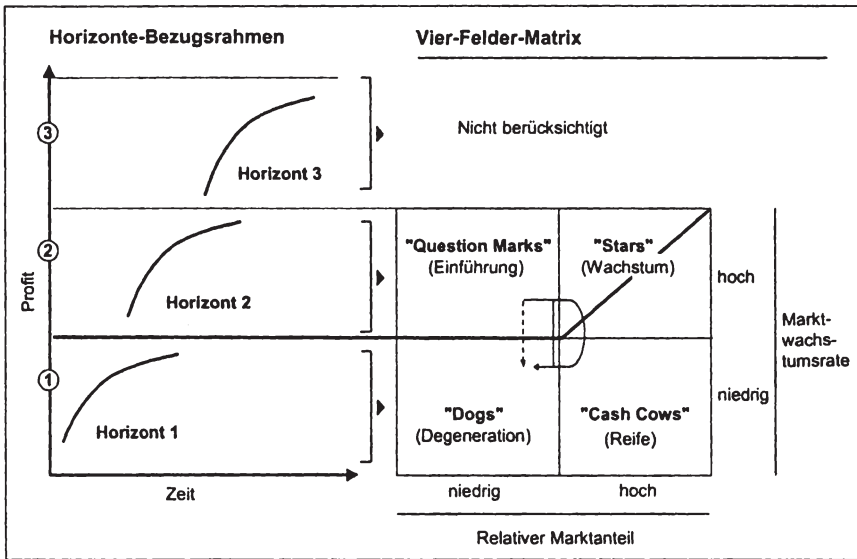 Horizonte-Bezugsrahmen
Vier-Felder-Matrix
3
Nicht berücksichtigt
Horizont 3
2
"Question Marks"
(Einführung)
"Stars"
(Wachstum)
hoch
Profit
Horizont 2
Markt-
wachs-
tumsrate
1
niedrig
Horizont 1
"Dogs"
(Degeneration)
"Cash Cows"
(Reife)
Zeit
niedrig
hoch
Relativer Marktanteil